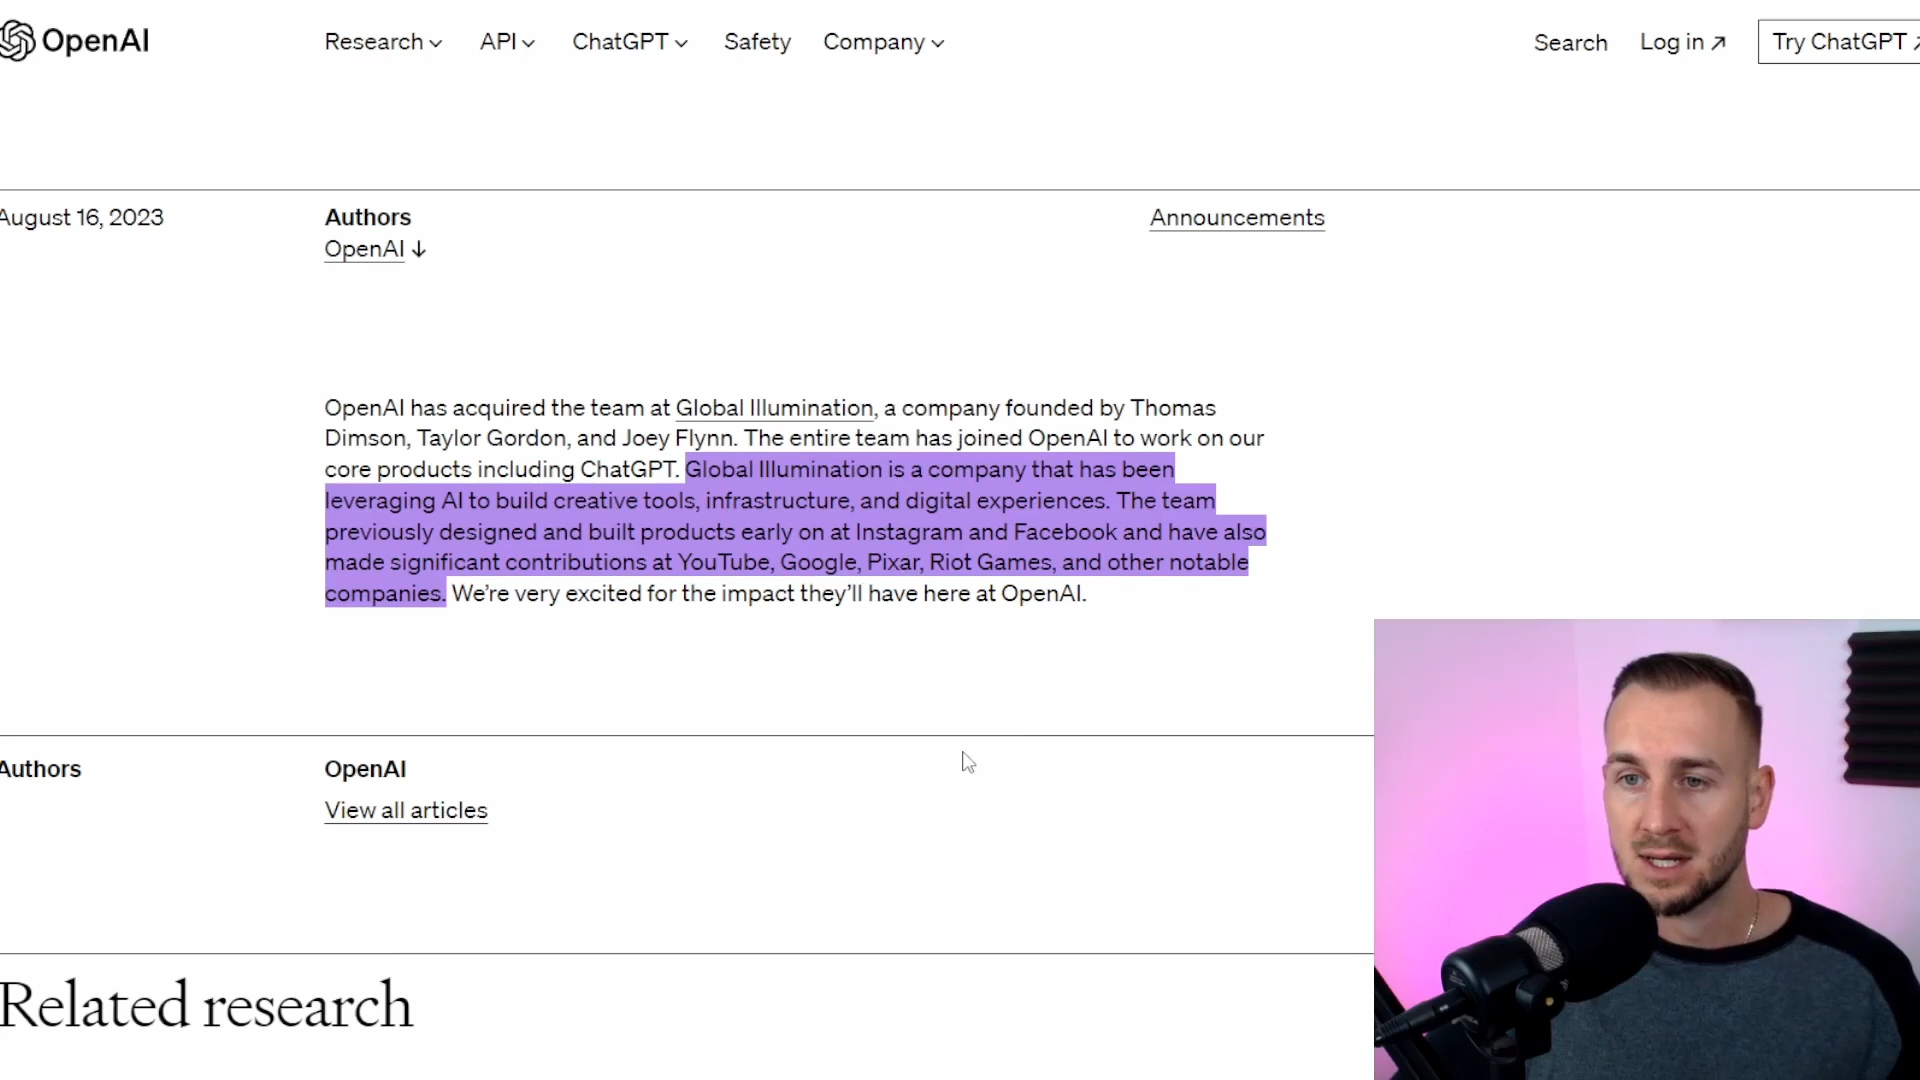 OpenAI
Research
API
ChatGPT
Safety
Company
Search
Log in
Try ChatGPT
August 16, 2023
Authors
OpenAI ↓
Announcements
OpenAI has acquired the team at Global Illumination, a company founded by Thomas
Dimson, Taylor Gordon, and Joey Flynn. The entire team has joined OpenAI to work on our
core products including ChatGPT. Global Illumination is a company that has been
leveraging AI to build creative tools, infrastructure, and digital experiences. The team
previously designed and built products early on at Instagram and Facebook and have also
made significant contributions at YouTube, Google, Pixar, Riot Games, and other notable
companies. We’re very excited for the impact they’ll have here at OpenAI.
Authors
OpenAI
View all articles
Related research